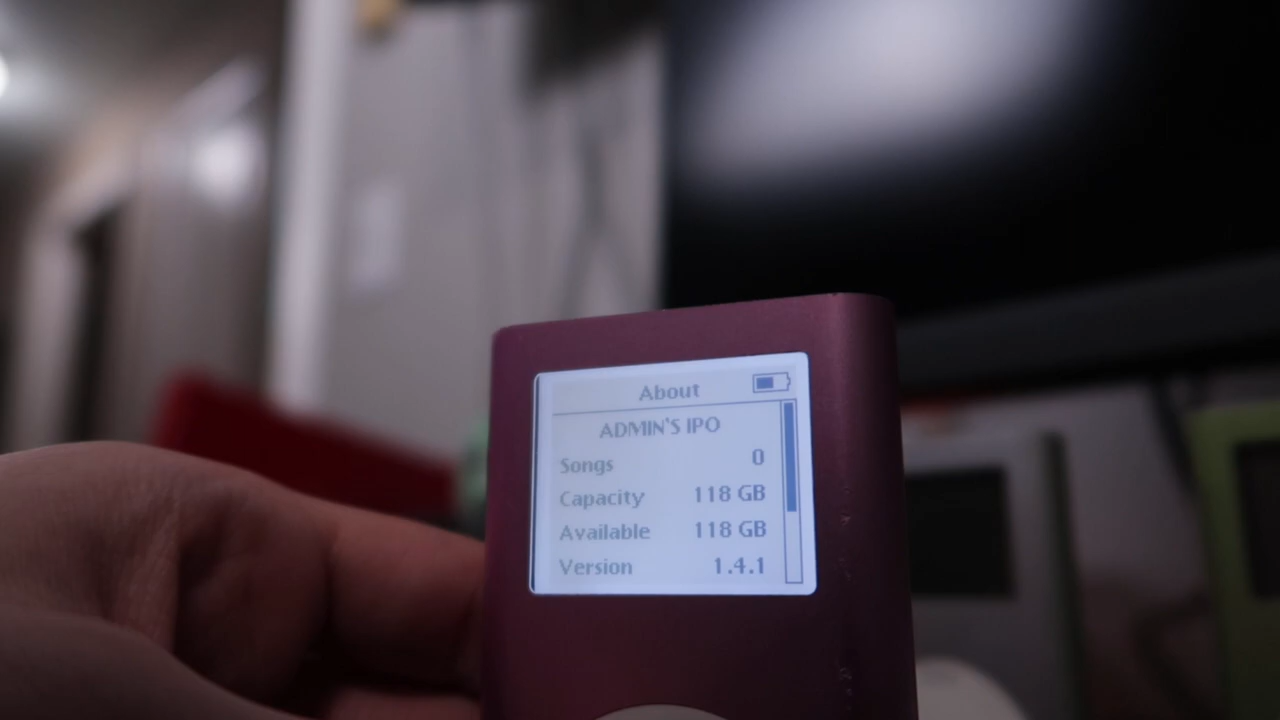 About
ADMIN'S IPO
Songs 0
Capacity 118 GB
Available 118 GB
Version 1.4.1